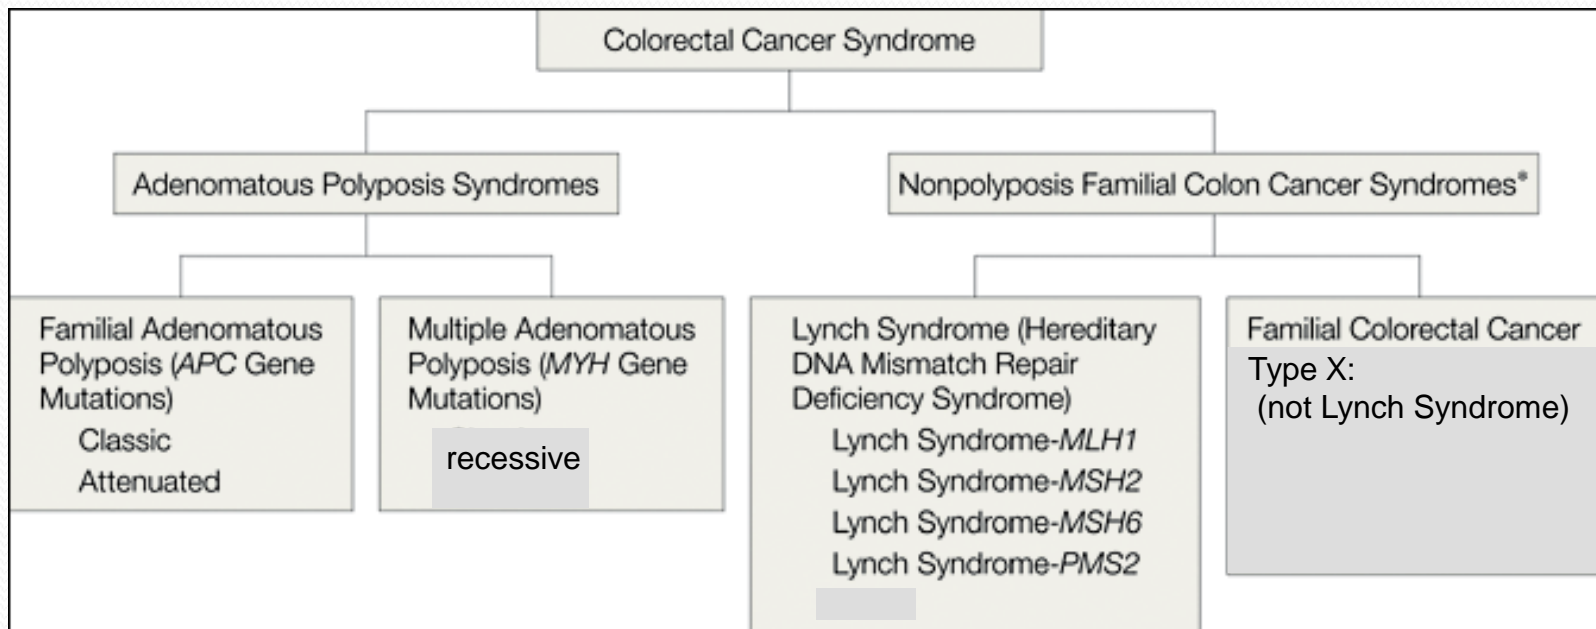 Colorectal Cancer Syndrome
Adenomatous Polyposis Syndromes
Nonpolyposis Familial Colon Cancer Syndromes*
Familial Adenomatous
Polyposis (APC Gene
Mutations)
Classic
Attenuated
Multiple Adenomatous
Polyposis (MYH Gene
Mutations)
recessive
Lynch Syndrome (Hereditary
DNA Mismatch Repair
Deficiency Syndrome)
Lynch Syndrome-MLH1
Lynch Syndrome-MSH2
Lynch Syndrome-MSH6
Lynch Syndrome-PMS2
Familial Colorectal Cancer
Type X:
(not Lynch Syndrome)